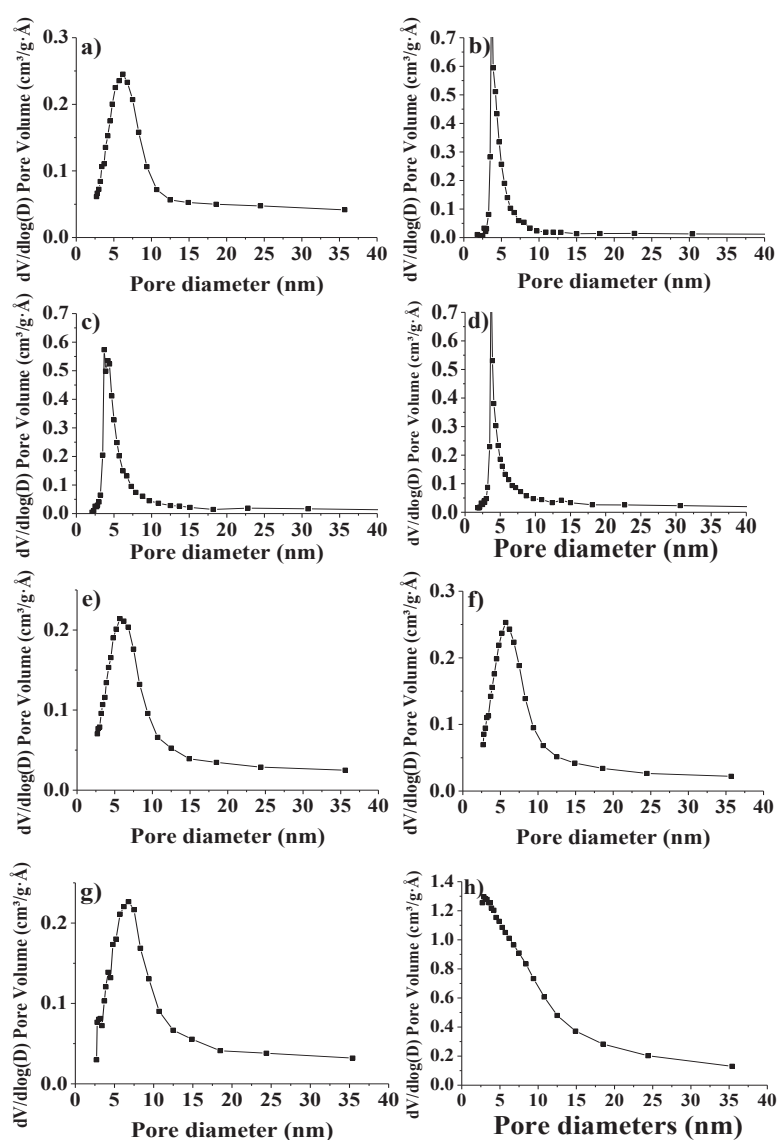 a)
dV/dlog(D) Pore Volume (cm³/g·Å)
0.3
0.2
0.1
0.0
0 5 10 15 20 25 30 35 40
Pore diameter (nm)
b)
dV/dlog(D) Pore Volume (cm³/g·Å)
0.7
0.6
0.5
0.4
0.3
0.2
0.1
0.0
0 5 10 15 20 25 30 35 40
Pore diameter (nm)
c)
dV/dlog(D) Pore Volume (cm³/g·Å)
0.7
0.6
0.5
0.4
0.3
0.2
0.1
0.0
0 5 10 15 20 25 30 35 40
Pore diameter (nm)
d)
dV/dlog(D) Pore Volume (cm³/g·Å)
0.7
0.6
0.5
0.4
0.3
0.2
0.1
0.0
0 5 10 15 20 25 30 35 40
Pore diameter (nm)
e)
dV/dlog(D) Pore Volume (cm³/g·Å)
0.2
0.1
0.0
0 5 10 15 20 25 30 35 40
Pore diameter (nm)
f)
dV/dlog(D) Pore Volume (cm³/g·Å)
0.3
0.2
0.1
0.0
0 5 10 15 20 25 30 35 40
Pore diameter (nm)
g)
dV/dlog(D) Pore Volume (cm³/g·Å)
0.2
0.1
0.0
0 5 10 15 20 25 30 35 40
Pore diameter (nm)
h)
dV/dlog(D) Pore Volume (cm³/g·Å)
1.4
1.2
1.0
0.8
0.6
0.4
0.2
0.0
0 5 10 15 20 25 30 35 40
Pore diameters (nm)